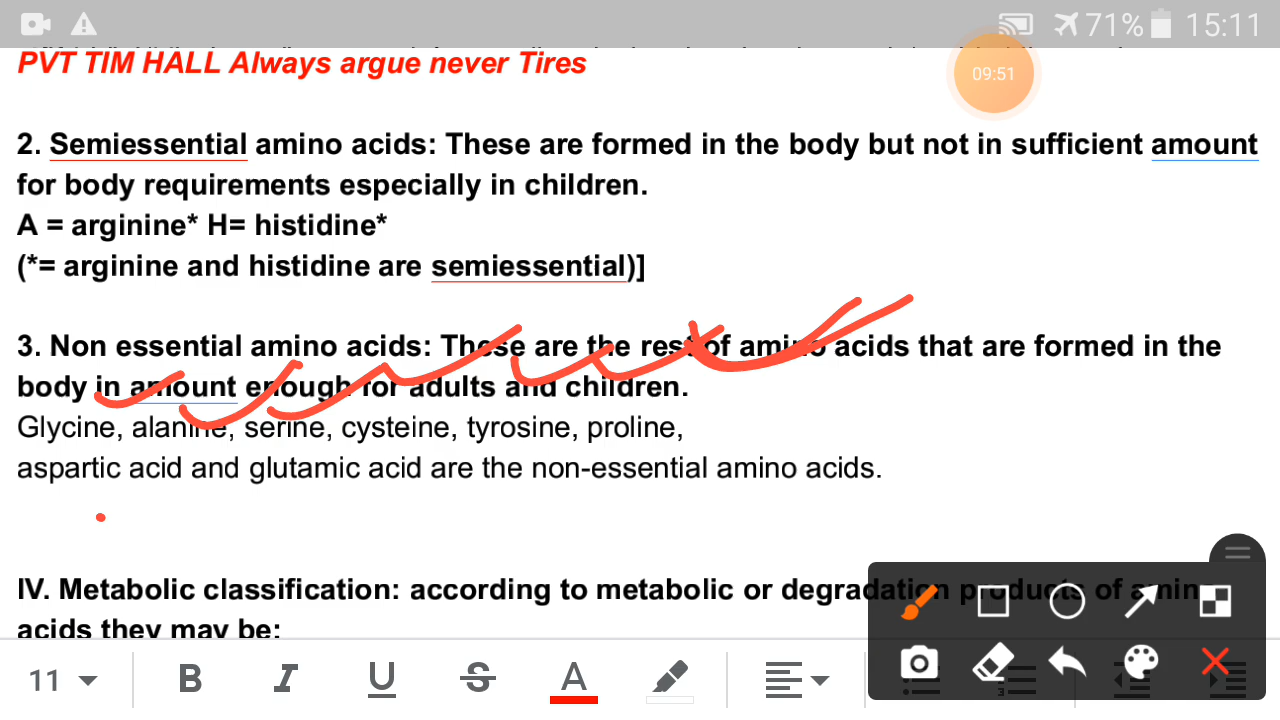 71% 15:11
PVT TIM HALL Always argue never Tires
09:51
2. Semiessential amino acids: These are formed in the body but not in sufficient amount
for body requirements especially in children.
A = arginine* H= histidine*
(*= arginine and histidine are semiessential)]
3. Non essential amino acids: These are the rest of amino acids that are formed in the
body in amount enough for adults and children.
Glycine, alanine, serine, cysteine, tyrosine, proline,
aspartic acid and glutamic acid are the non-essential amino acids.
IV. Metabolic classification: according to metabolic or degradation products of amin
acids they may be:
11 B I U S A